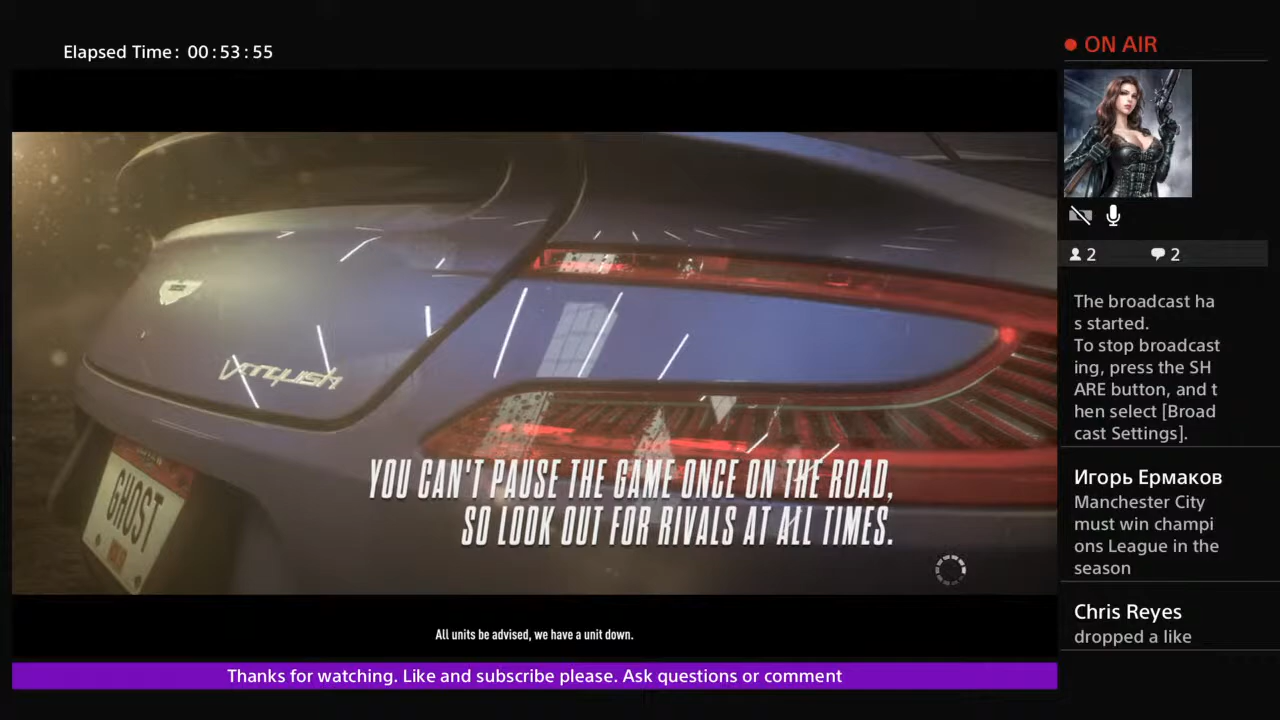 Elapsed Time: 00:53:55
ON AIR
2 2
The broadcast ha
s started.
To stop broadcast
ing, press the SH
ARE button, and t
hen select [Broad
cast Settings].
Игорь Ермаков
Manchester City
must win champi
ons League in the
season
Chris Reyes
dropped a like
VANQUISH
GHOST
YOU CAN'T PAUSE THE GAME ONCE ON THE ROAD,
SO LOOK OUT FOR RIVALS AT ALL TIMES.
All units be advised, we have a unit down.
Thanks for watching. Like and subscribe please. Ask questions or comment